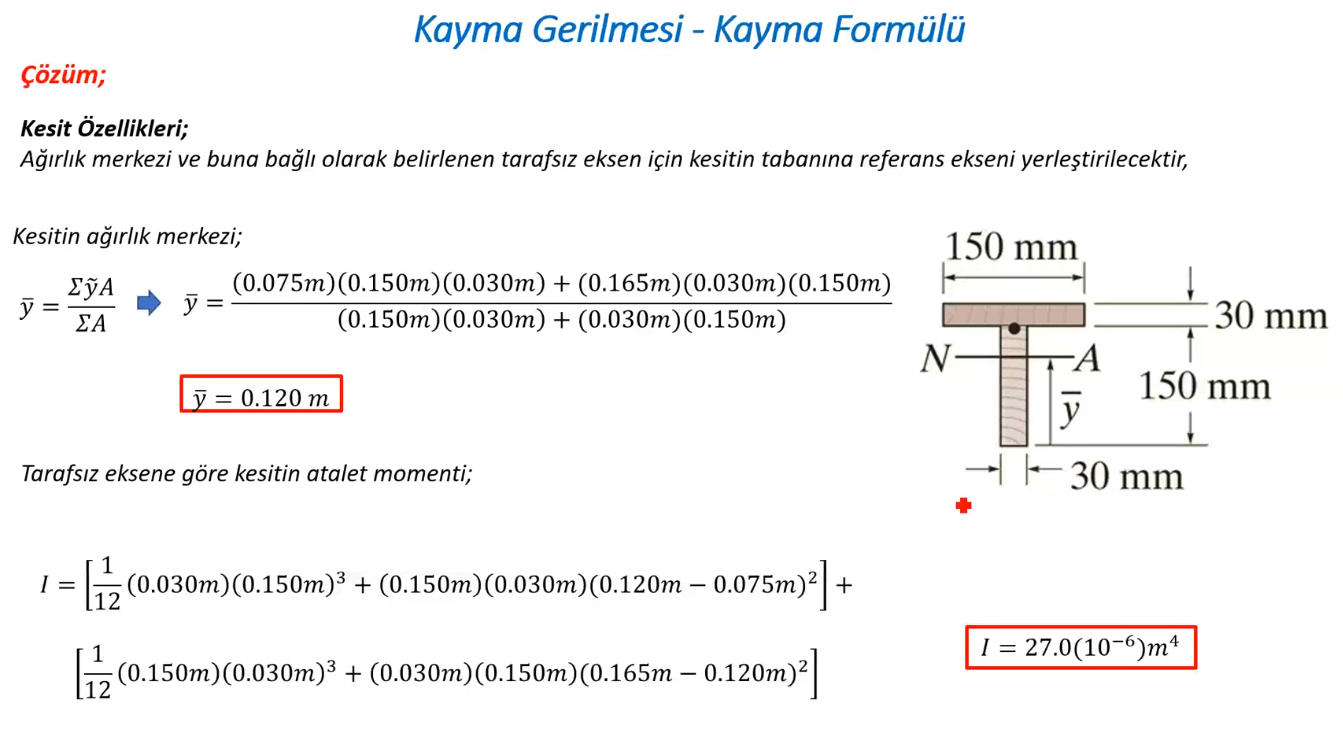 Kayma Gerilmesi - Kayma Formülü
Çözüm;
Kesit Özellikleri;
Ağırlık merkezi ve buna bağlı olarak belirlenen tarafsız eksen için kesitin tabanına referans ekseni yerleştirilecektir,
Kesitin ağırlık merkezi;
ȳ = ΣỹA / ΣA
ȳ = (0.075m)(0.150m)(0.030m) + (0.165m)(0.030m)(0.150m) / (0.150m)(0.030m) + (0.030m)(0.150m)
ȳ = 0.120 m
150 mm
30 mm
N
A
150 mm
ȳ
30 mm
Tarafsız eksene göre kesitin atalet momenti;
I = [1/12 (0.030m)(0.150m)³ + (0.150m)(0.030m)(0.120m − 0.075m)²] +
[1/12 (0.150m)(0.030m)³ + (0.030m)(0.150m)(0.165m − 0.120m)²]
I = 27.0(10⁻⁶)m⁴